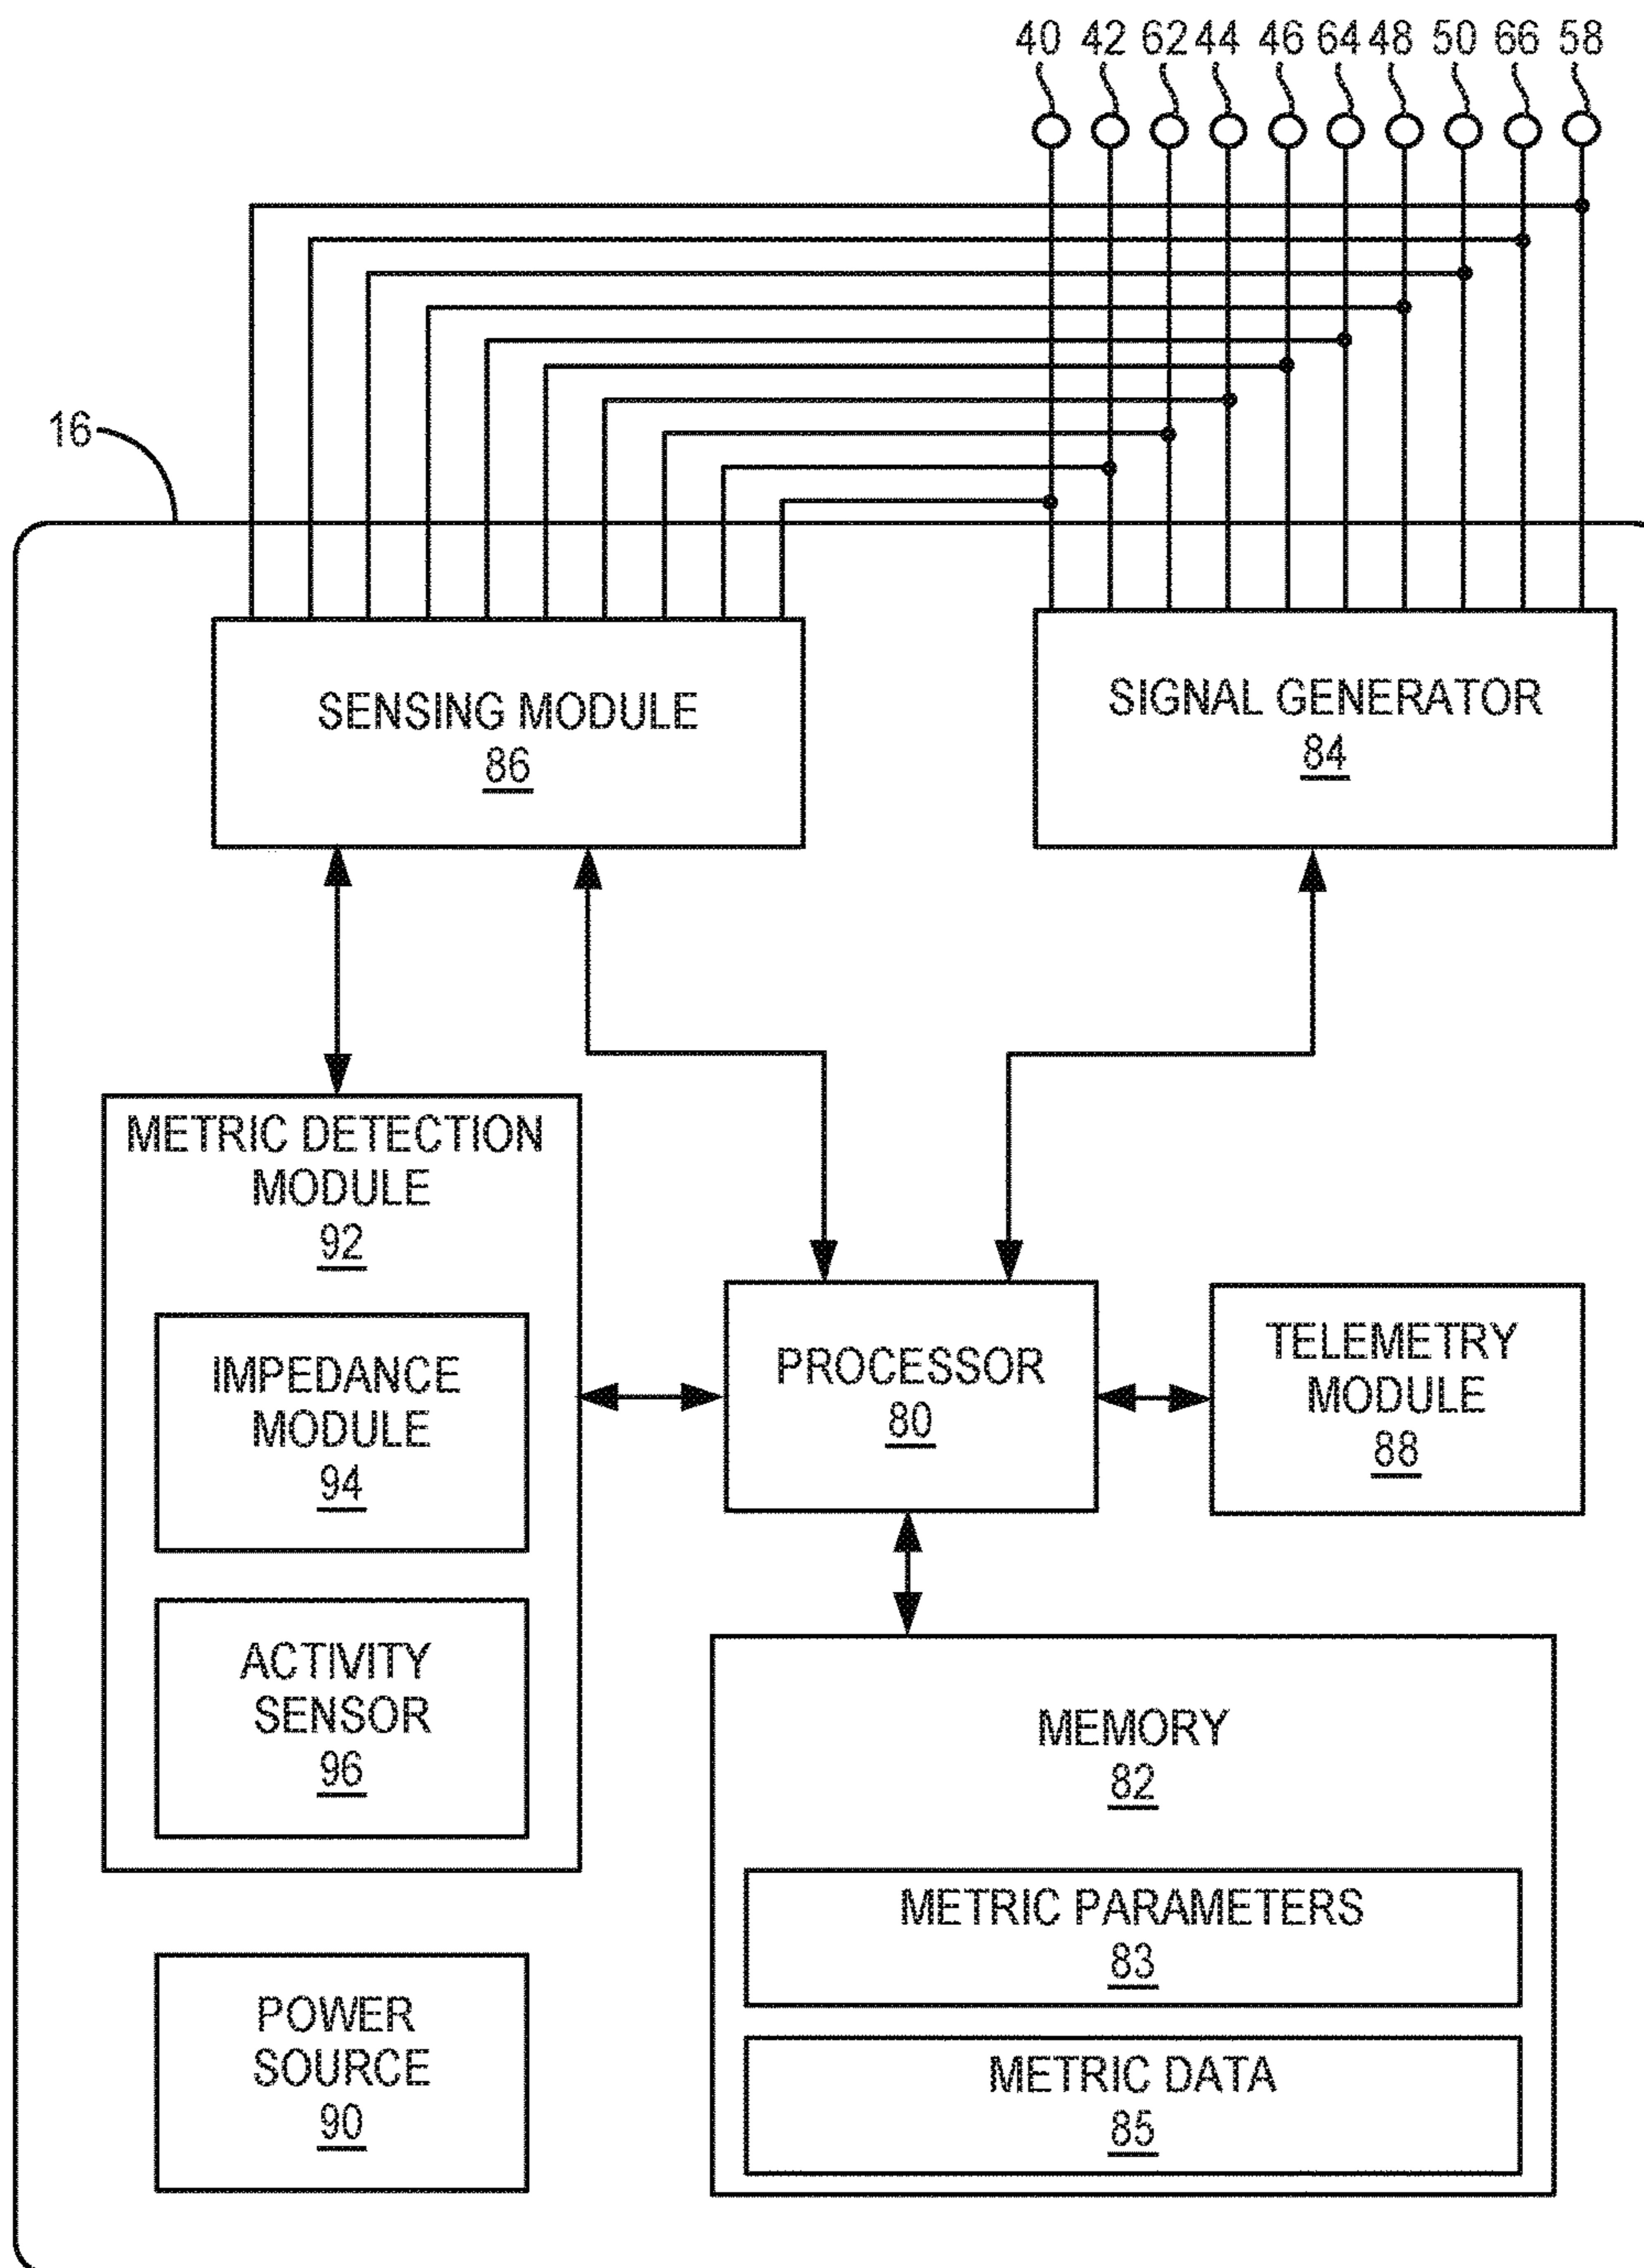 40 42 62 44 46 64 48 50 66 58
16
SENSING MODULE
86
SIGNAL GENERATOR
84
METRIC DETECTION
MODULE
92
IMPEDANCE
MODULE
94
ACTIVITY
SENSOR
96
PROCESSOR
80
TELEMETRY
MODULE
88
MEMORY
82
METRIC PARAMETERS
83
METRIC DATA
85
POWER
SOURCE
90